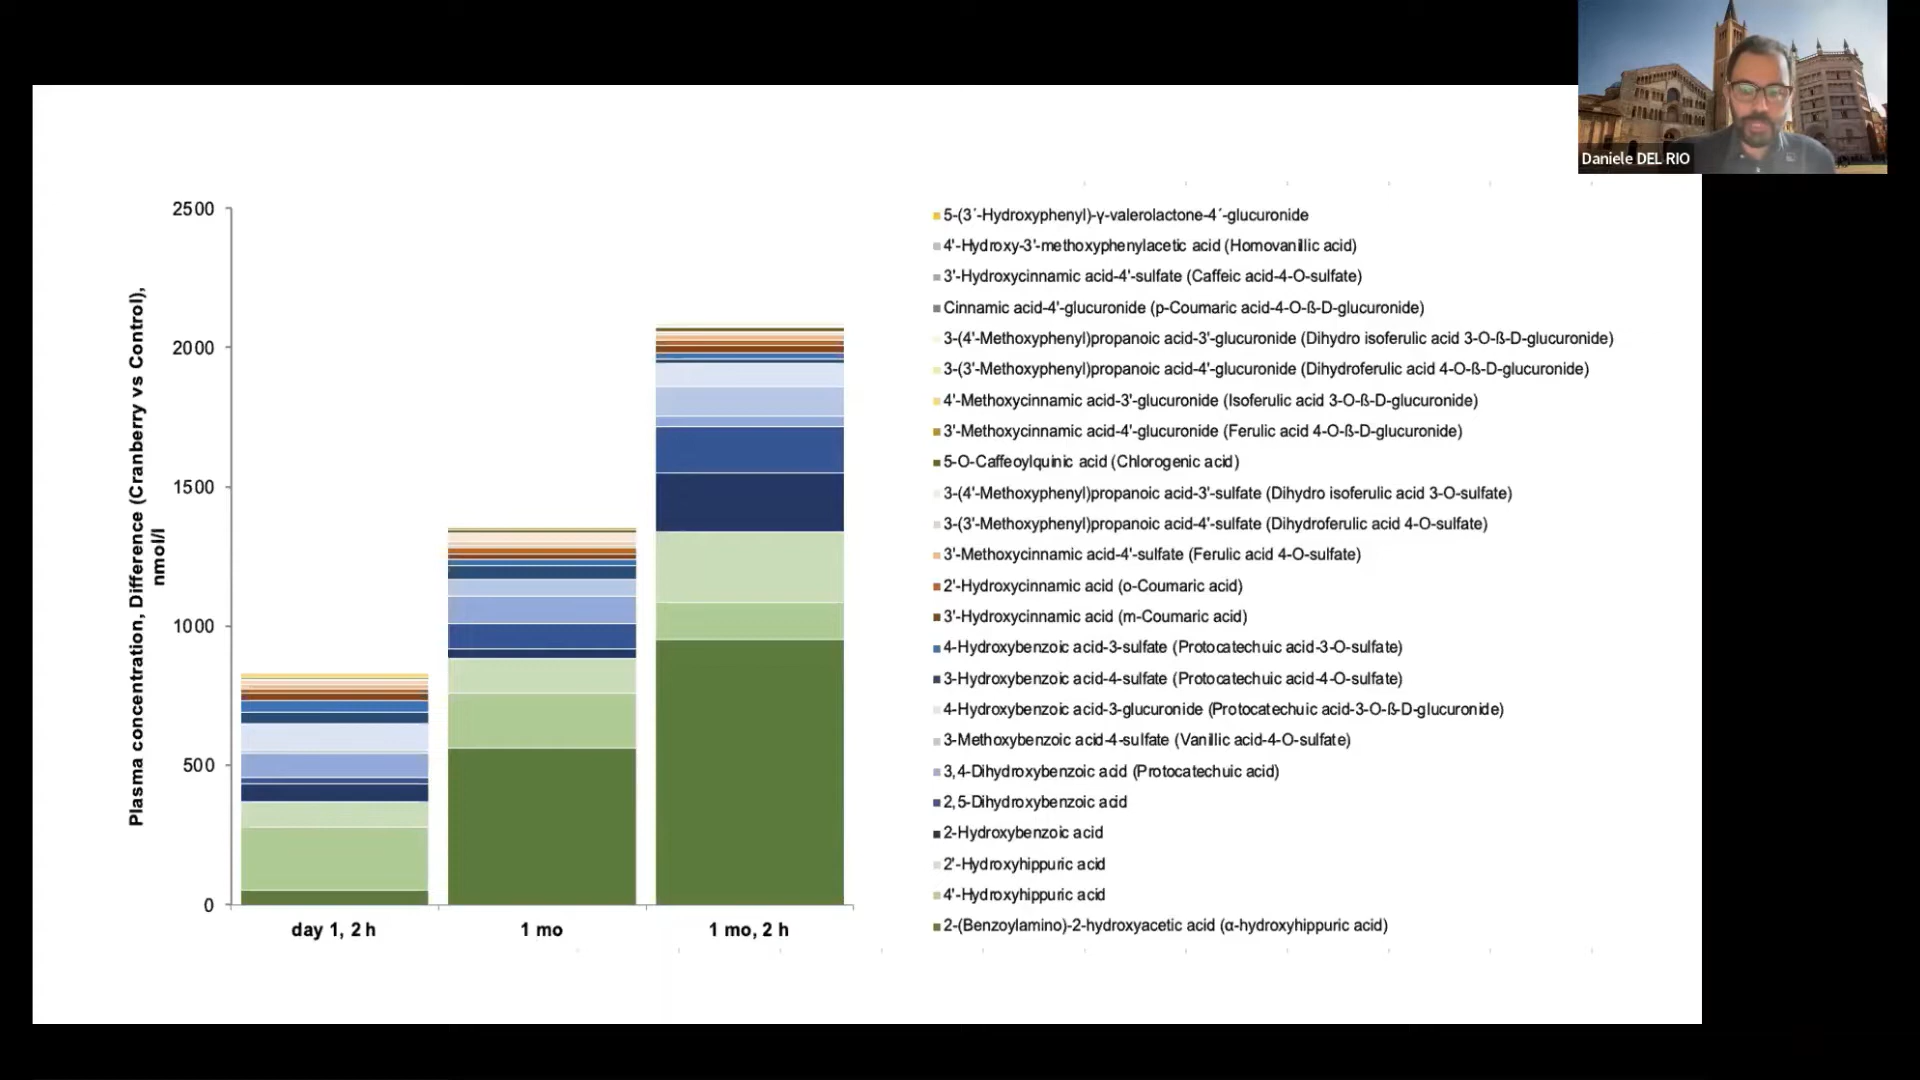 Daniele DEL RIO
2500
2000
1500
1000
500
0
Plasma concentration, Difference (Cranberry vs Control),
nmol/l
day 1, 2 h
1 mo
1 mo, 2 h
5-(3´-Hydroxyphenyl)-γ-valerolactone-4´-glucuronide
4'-Hydroxy-3'-methoxyphenylacetic acid (Homovanillic acid)
3'-Hydroxycinnamic acid-4'-sulfate (Caffeic acid-4-O-sulfate)
Cinnamic acid-4'-glucuronide (p-Coumaric acid-4-O-ß-D-glucuronide)
3-(4'-Methoxyphenyl)propanoic acid-3'-glucuronide (Dihydro isoferulic acid 3-O-ß-D-glucuronide)
3-(3'-Methoxyphenyl)propanoic acid-4'-glucuronide (Dihydroferulic acid 4-O-ß-D-glucuronide)
4'-Methoxycinnamic acid-3'-glucuronide (Isoferulic acid 3-O-ß-D-glucuronide)
3'-Methoxycinnamic acid-4'-glucuronide (Ferulic acid 4-O-ß-D-glucuronide)
5-O-Caffeoylquinic acid (Chlorogenic acid)
3-(4'-Methoxyphenyl)propanoic acid-3'-sulfate (Dihydro isoferulic acid 3-O-sulfate)
3-(3'-Methoxyphenyl)propanoic acid-4'-sulfate (Dihydroferulic acid 4-O-sulfate)
3'-Methoxycinnamic acid-4'-sulfate (Ferulic acid 4-O-sulfate)
2'-Hydroxycinnamic acid (o-Coumaric acid)
3'-Hydroxycinnamic acid (m-Coumaric acid)
4-Hydroxybenzoic acid-3-sulfate (Protocatechuic acid-3-O-sulfate)
3-Hydroxybenzoic acid-4-sulfate (Protocatechuic acid-4-O-sulfate)
4-Hydroxybenzoic acid-3-glucuronide (Protocatechuic acid-3-O-ß-D-glucuronide)
3-Methoxybenzoic acid-4-sulfate (Vanillic acid-4-O-sulfate)
3,4-Dihydroxybenzoic acid (Protocatechuic acid)
2,5-Dihydroxybenzoic acid
2-Hydroxybenzoic acid
2'-Hydroxyhippuric acid
4'-Hydroxyhippuric acid
2-(Benzoylamino)-2-hydroxyacetic acid (α-hydroxyhippuric acid)